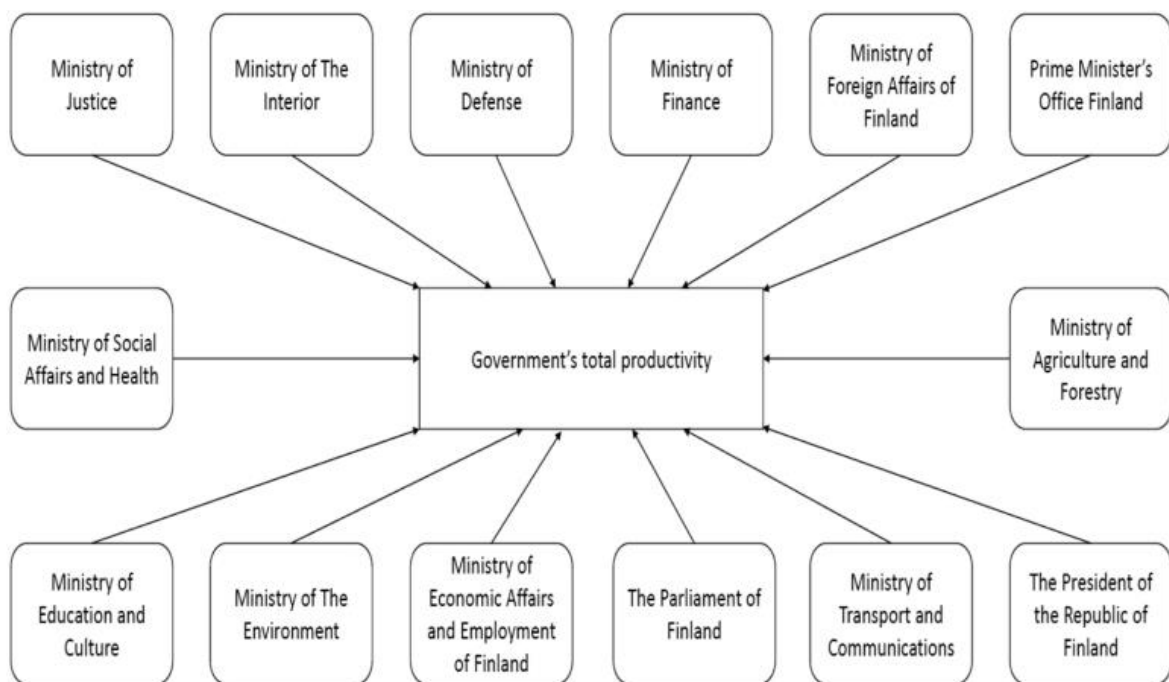 Ministry of
Justice
Ministry of The
Interior
Ministry of
Defense
Ministry of
Finance
Ministry of
Foreign Affairs of
Finland
Prime Minister's
Office Finland
Ministry of Social
Affairs and Health
Government's total productivity
Ministry of
Agriculture and
Forestry
Ministry of
Education and
Culture
Ministry of The
Environment
Ministry of
Economic Affairs
and Employment
of Finland
The Parliament of
Finland
Ministry of
Transport and
Communications
The President of
the Republic of
Finland